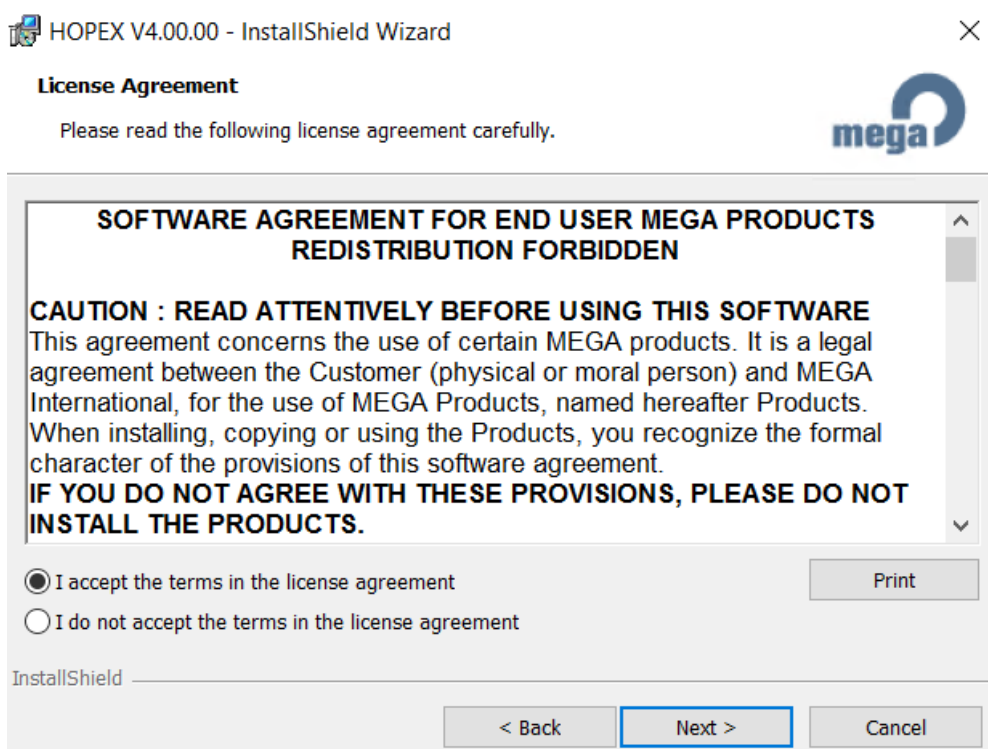 HOPEX V4.00.00 - InstallShield Wizard
License Agreement
Please read the following license agreement carefully.
mega
SOFTWARE AGREEMENT FOR END USER MEGA PRODUCTS
REDISTRIBUTION FORBIDDEN
CAUTION : READ ATTENTIVELY BEFORE USING THIS SOFTWARE
This agreement concerns the use of certain MEGA products. It is a legal
agreement between the Customer (physical or moral person) and MEGA
International, for the use of MEGA Products, named hereafter Products.
When installing, copying or using the Products, you recognize the formal
character of the provisions of this software agreement.
IF YOU DO NOT AGREE WITH THESE PROVISIONS, PLEASE DO NOT
INSTALL THE PRODUCTS.
I accept the terms in the license agreement
Print
I do not accept the terms in the license agreement
InstallShield
< Back
Next >
Cancel